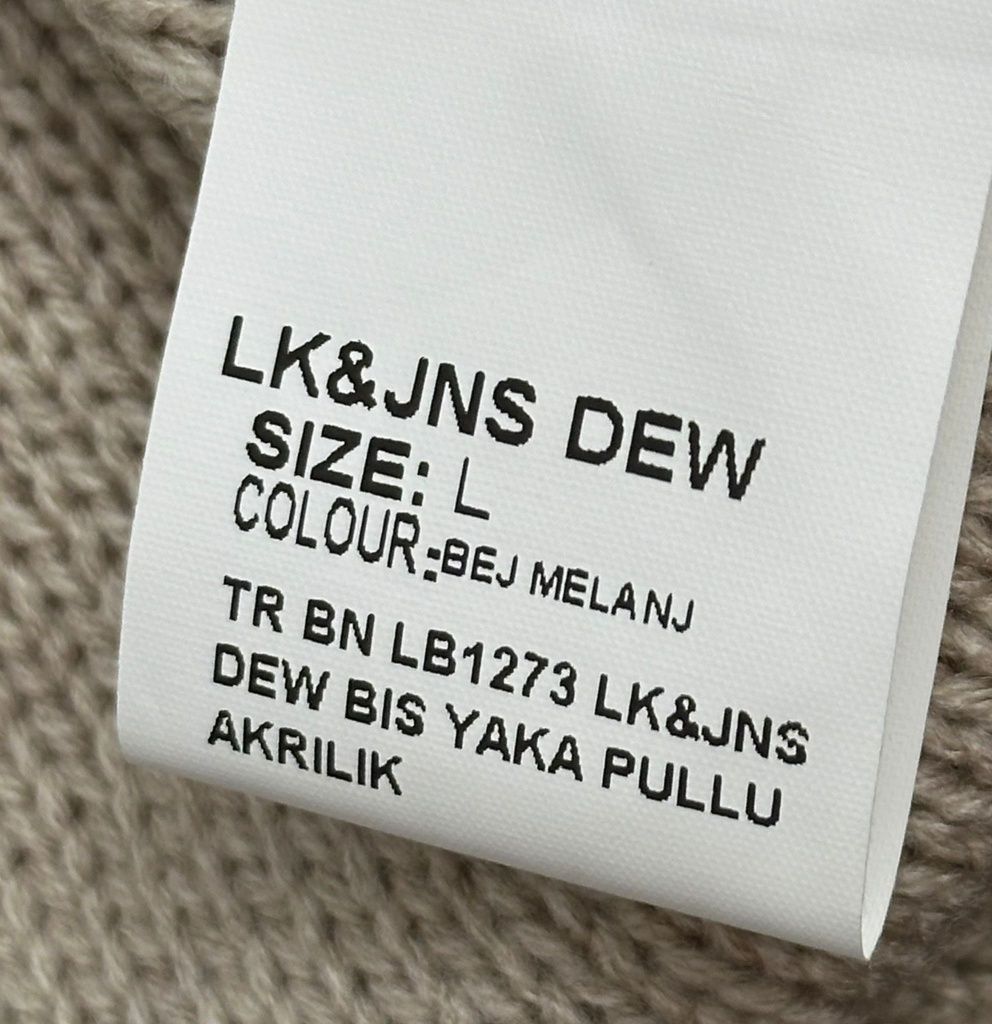 LK&JNS DEW
SIZE: L
COLOUR:BEJ MELANJ
TR BN LB1273 LK&JNS
DEW BIS YAKA PULLU
AKRILIK